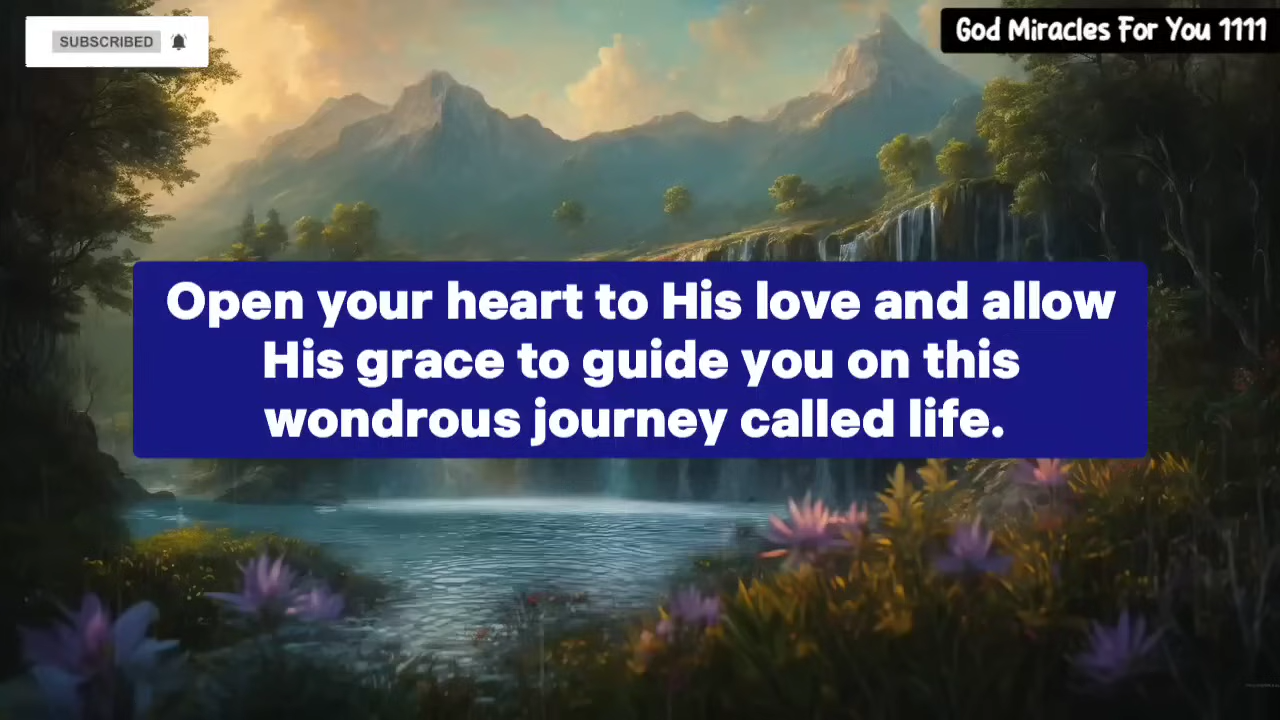 SUBSCRIBED
God Miracles For You 1111
Open your heart to His love and allow
His grace to guide you on this
wondrous journey called life.